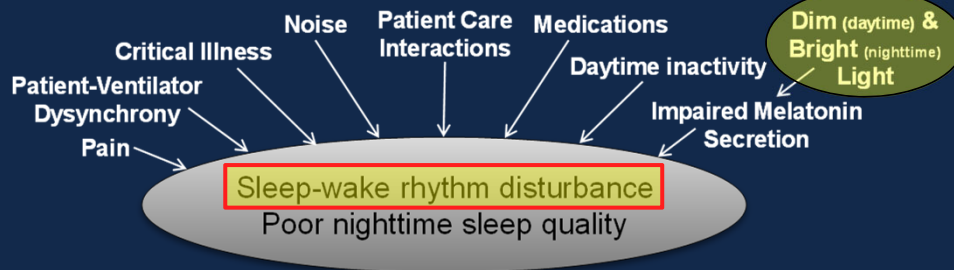 Pain
Patient-Ventilator
Dysynchrony
Critical Illness
Noise
Patient Care
Interactions
Medications
Daytime inactivity
Dim (daytime) &
Bright (nighttime)
Light
Impaired Melatonin
Secretion
Sleep-wake rhythm disturbance
Poor nighttime sleep quality